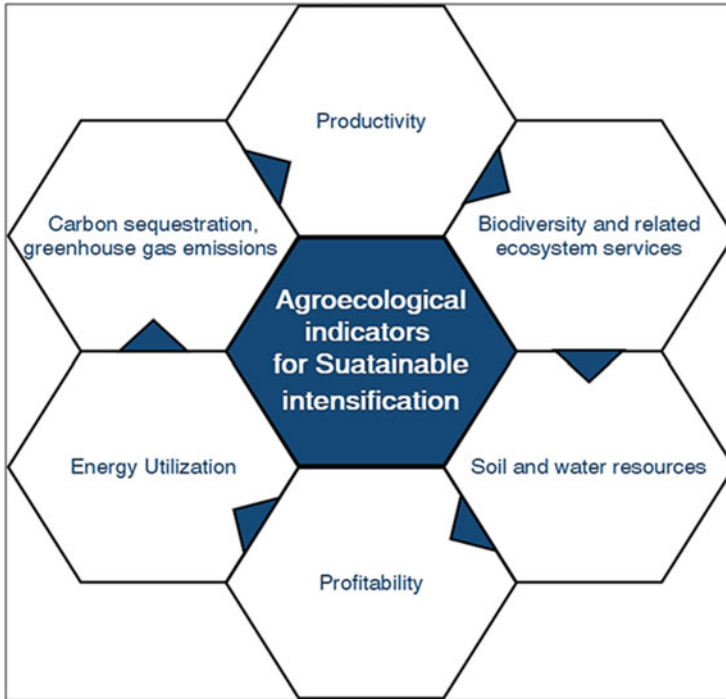 Productivity
Carbon sequestration,
greenhouse gas emissions
Biodiversity and related
ecosystem services
Agroecological
indicators
for Suatainable
intensification
Energy Utilization
Soil and water resources
Profitability